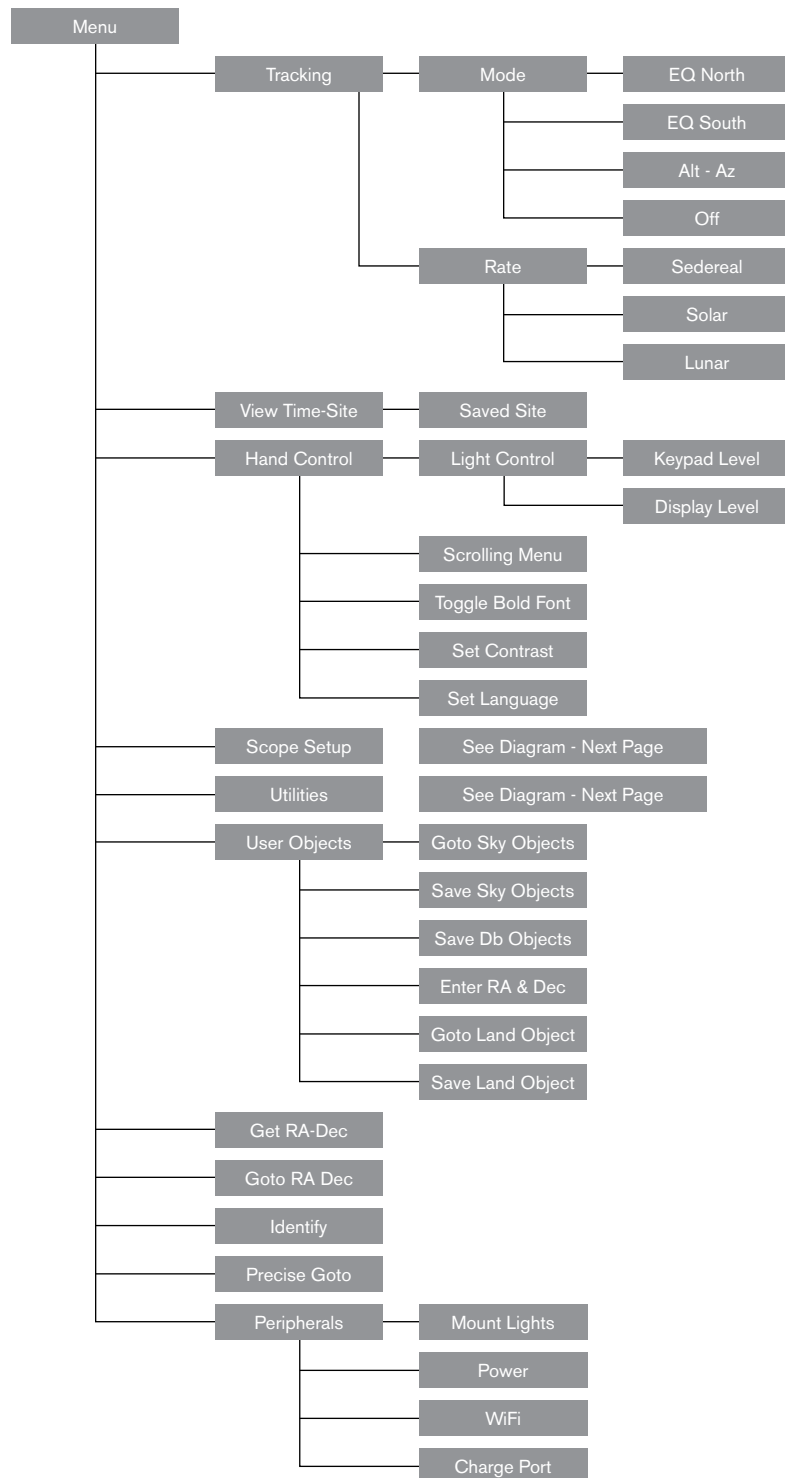 Menu
Tracking
Mode
EQ North
EQ South
Alt - Az
Off
Rate
Sedereal
Solar
Lunar
View Time-Site
Saved Site
Hand Control
Light Control
Keypad Level
Display Level
Scrolling Menu
Toggle Bold Font
Set Contrast
Set Language
Scope Setup
See Diagram - Next Page
Utilities
See Diagram - Next Page
User Objects
Goto Sky Objects
Save Sky Objects
Save Db Objects
Enter RA & Dec
Goto Land Object
Save Land Object
Get RA-Dec
Goto RA Dec
Identify
Precise Goto
Peripherals
Mount Lights
Power
WiFi
Charge Port